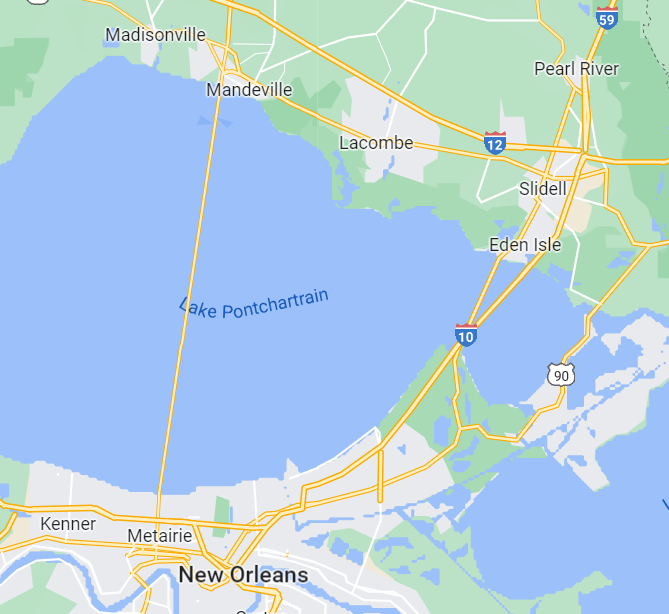 59
Madisonville
Pearl River
Mandeville
Lacombe
12
Slidell
Eden Isle
Lake Pontchartrain
10
90
Kenner
Metairie
New Orleans